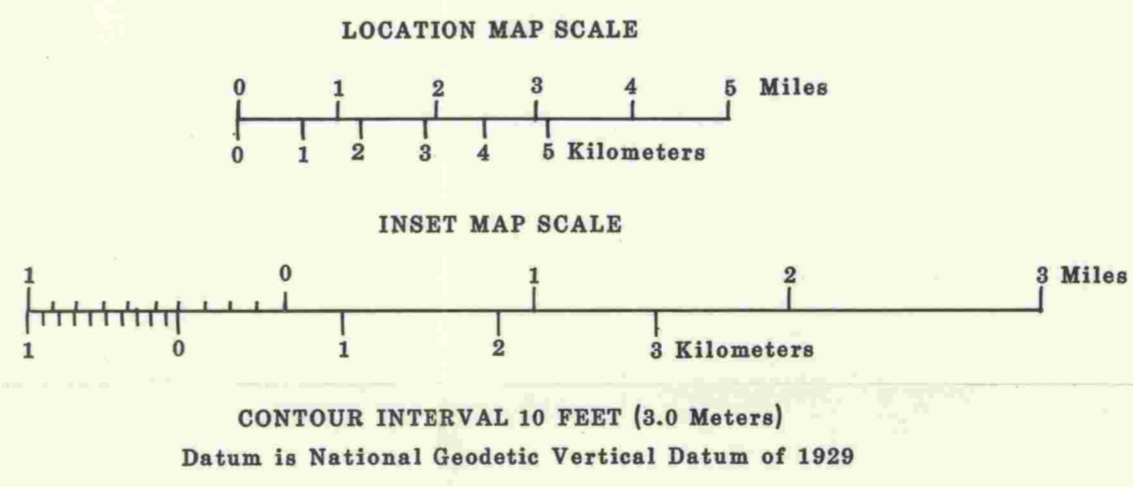 LOCATION MAP SCALE
0 1 2 3 4 5 Miles
0 1 2 3 4 5 Kilometers
INSET MAP SCALE
1 0 1 2 3 Miles
1 0 1 2 3 Kilometers
CONTOUR INTERVAL 10 FEET (3.0 Meters)
Datum is National Geodetic Vertical Datum of 1929